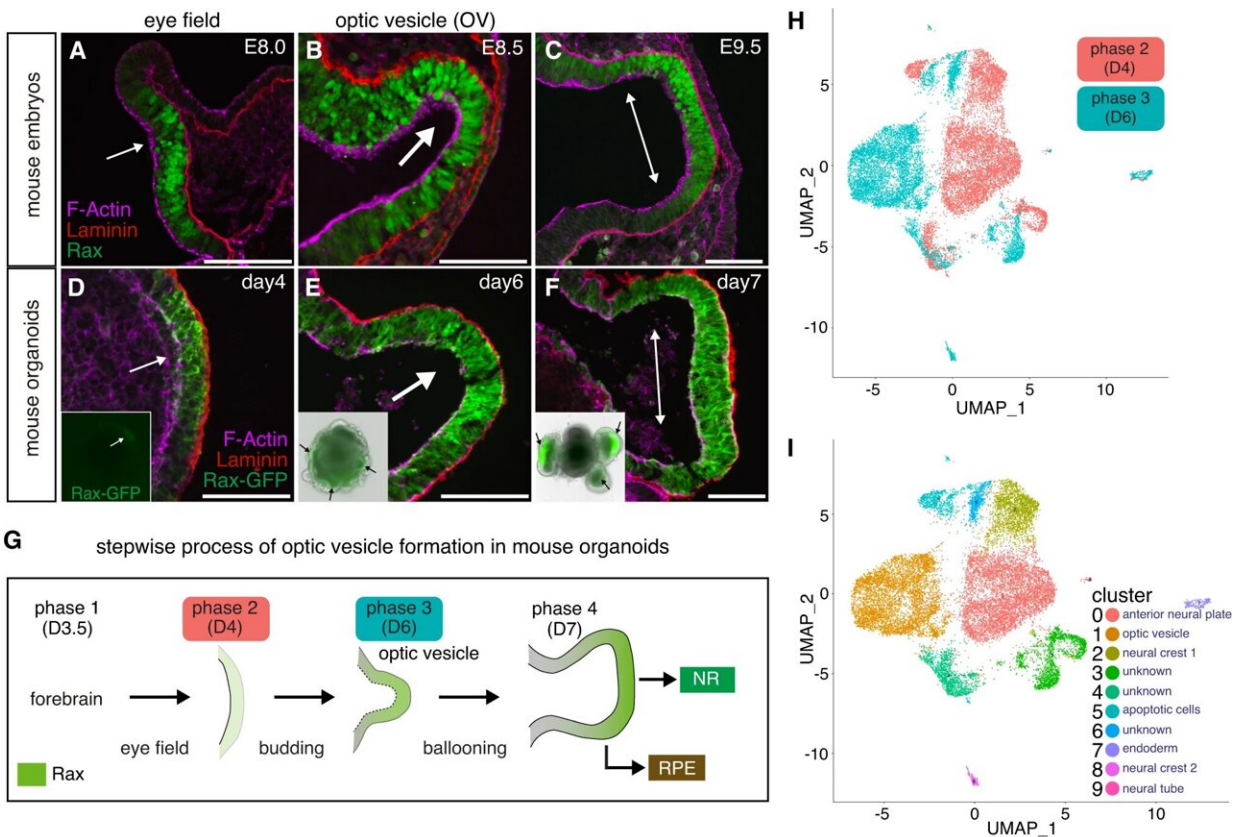 eye field
optic vesicle (OV)
mouse embryos
A
E8.0
F-Actin
Laminin
Rax
B
E8.5
C
E9.5
mouse organoids
D
day4
Rax-GFP
F-Actin
Laminin
Rax-GFP
E
day6
F
day7
G
stepwise process of optic vesicle formation in mouse organoids
phase 1
(D3.5)
forebrain
eye field
phase 2
(D4)
budding
phase 3
(D6)
optic vesicle
ballooning
phase 4
(D7)
NR
RPE
Rax
H
phase 2
(D4)
phase 3
(D6)
UMAP_2
5
0
-5
-10
-5
0
5
10
UMAP_1
I
UMAP_2
5
0
-5
-10
-5
0
5
10
UMAP_1
cluster
0 anterior neural plate
1 optic vesicle
2 neural crest 1
3 unknown
4 unknown
5 apoptotic cells
6 unknown
7 endoderm
8 neural crest 2
9 neural tube